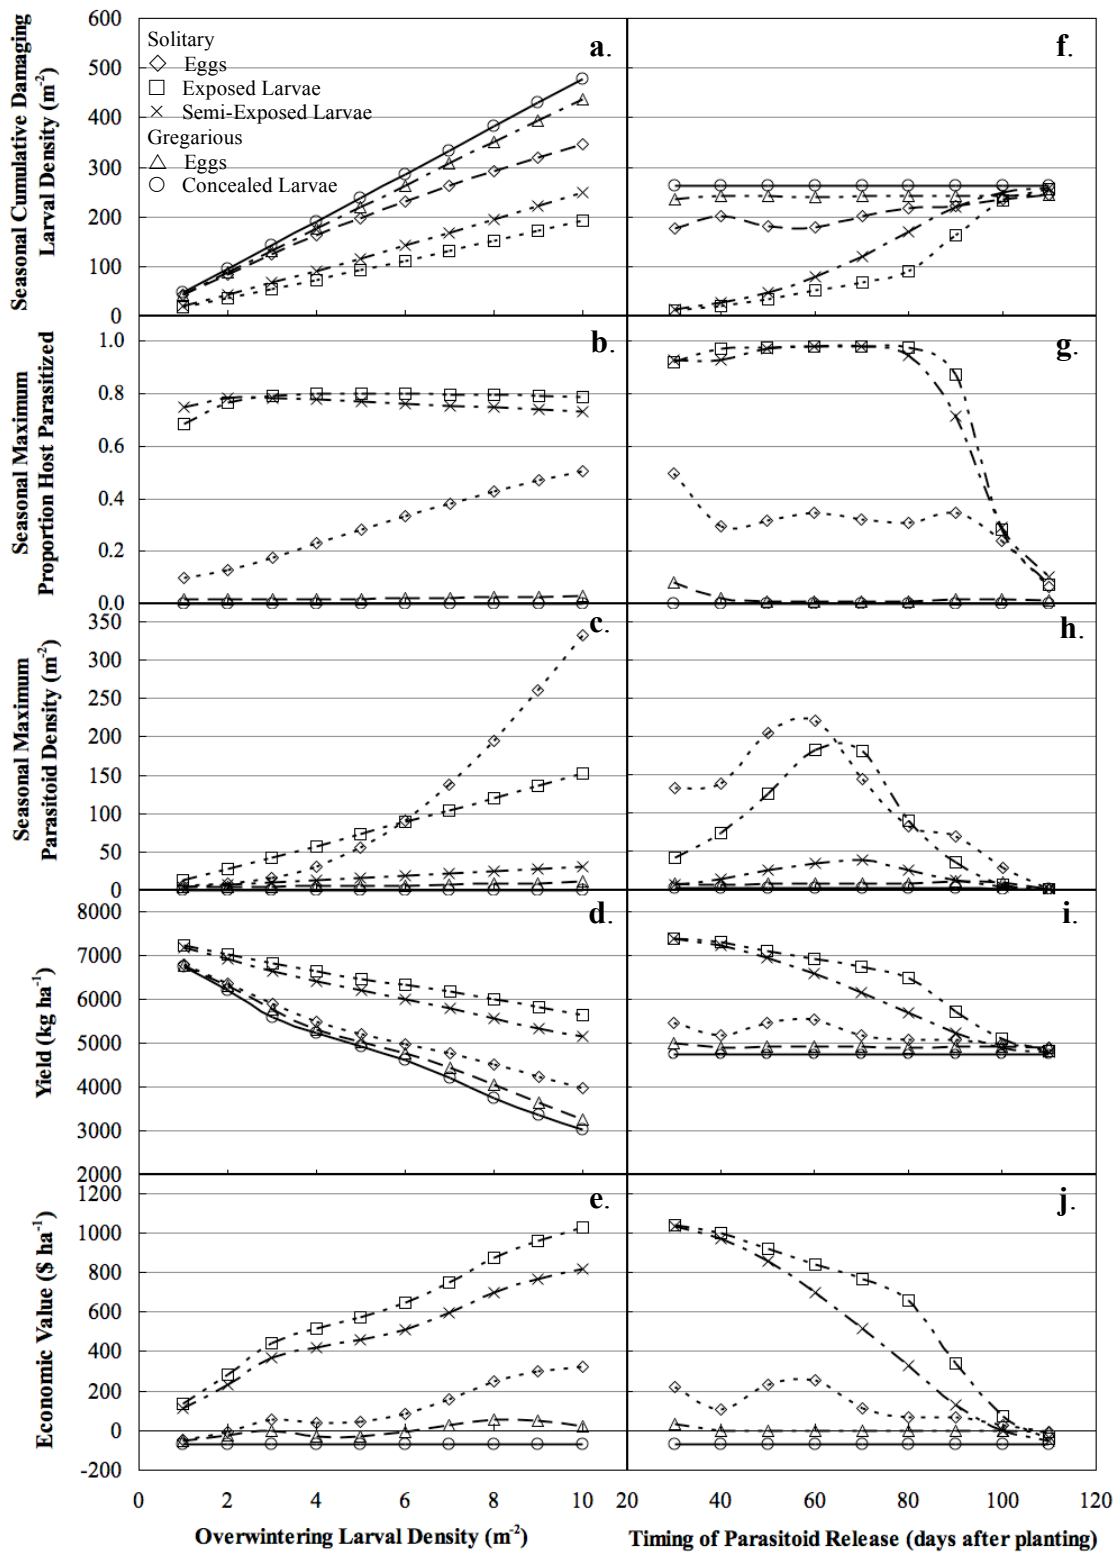 Seasonal Cumulative Damaging
Larval Density (m-2)
600
500
400
300
200
100
0
Solitary
Eggs
Exposed Larvae
Semi-Exposed Larvae
Gregarious
Eggs
Concealed Larvae
a.
f.
Seasonal Maximum
Proportion Host Parasitized
1.0
0.8
0.6
0.4
0.2
0.0
b.
g.
Seasonal Maximum
Parasitoid Density (m-2)
350
300
250
200
150
100
50
0
c.
h.
Yield (kg ha-1)
8000
7000
6000
5000
4000
3000
2000
d.
i.
Economic Value ($ ha-1)
1200
1000
800
600
400
200
0
-200
e.
j.
0 2 4 6 8 10 20 40 60 80 100 120
Overwintering Larval Density (m-2)
Timing of Parasitoid Release (days after planting)